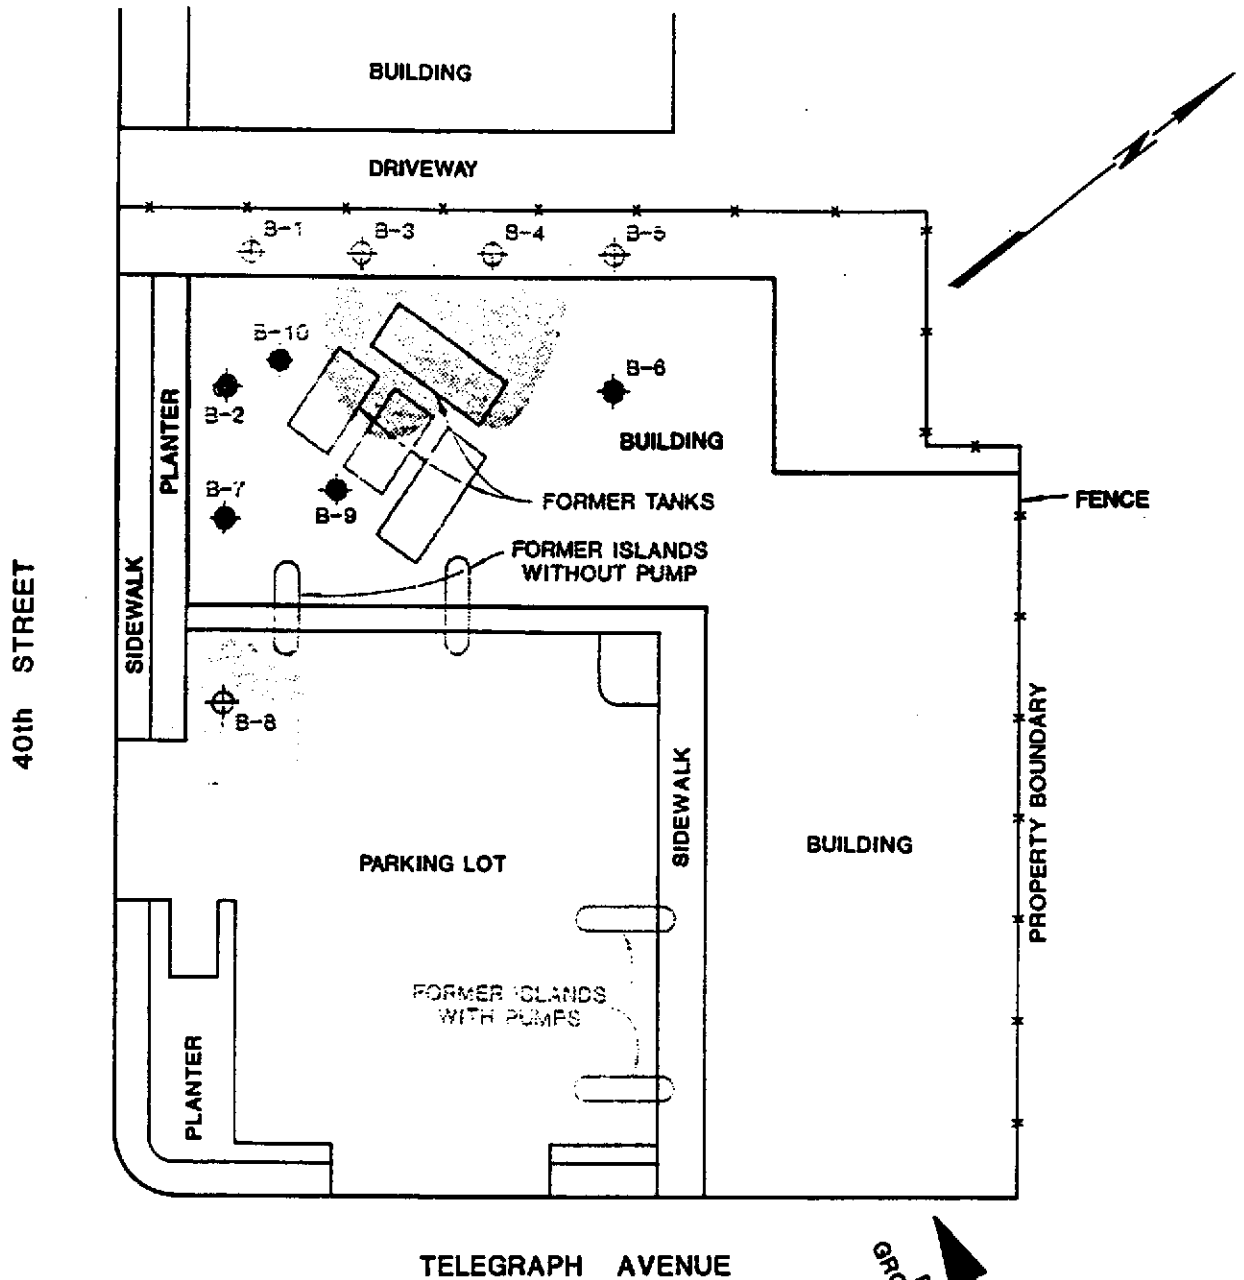 BUILDING
DRIVEWAY
N
B-1
B-3
B-4
B-5
B-10
B-6
B-2
PLANTER
BUILDING
B-7
B-9
FORMER TANKS
FENCE
FORMER ISLANDS
WITHOUT PUMP
40th STREET
SIDEWALK
B-8
PROPERTY BOUNDARY
SIDEWALK
BUILDING
PARKING LOT
FORMER ISLANDS
WITH PUMPS
PLANTER
TELEGRAPH AVENUE